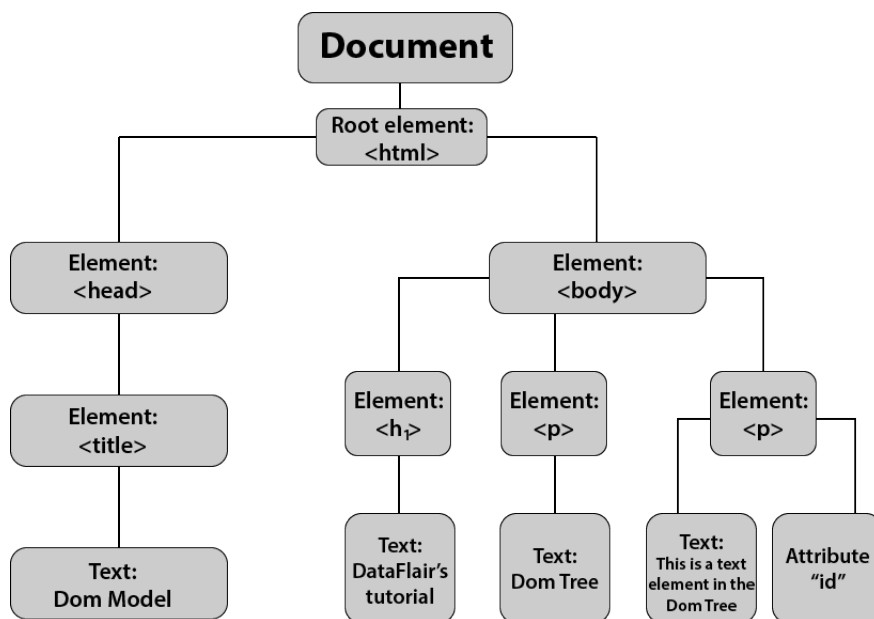 Document
Root element:
<html>
Element:
<head>
Element:
<body>
Element:
<title>
Element:
<h₁>
Element:
<p>
Element:
<p>
Text:
Dom Model
Text:
DataFlair's
tutorial
Text:
Dom Tree
Text:
This is a text
element in the
Dom Tree
Attribute
“id”